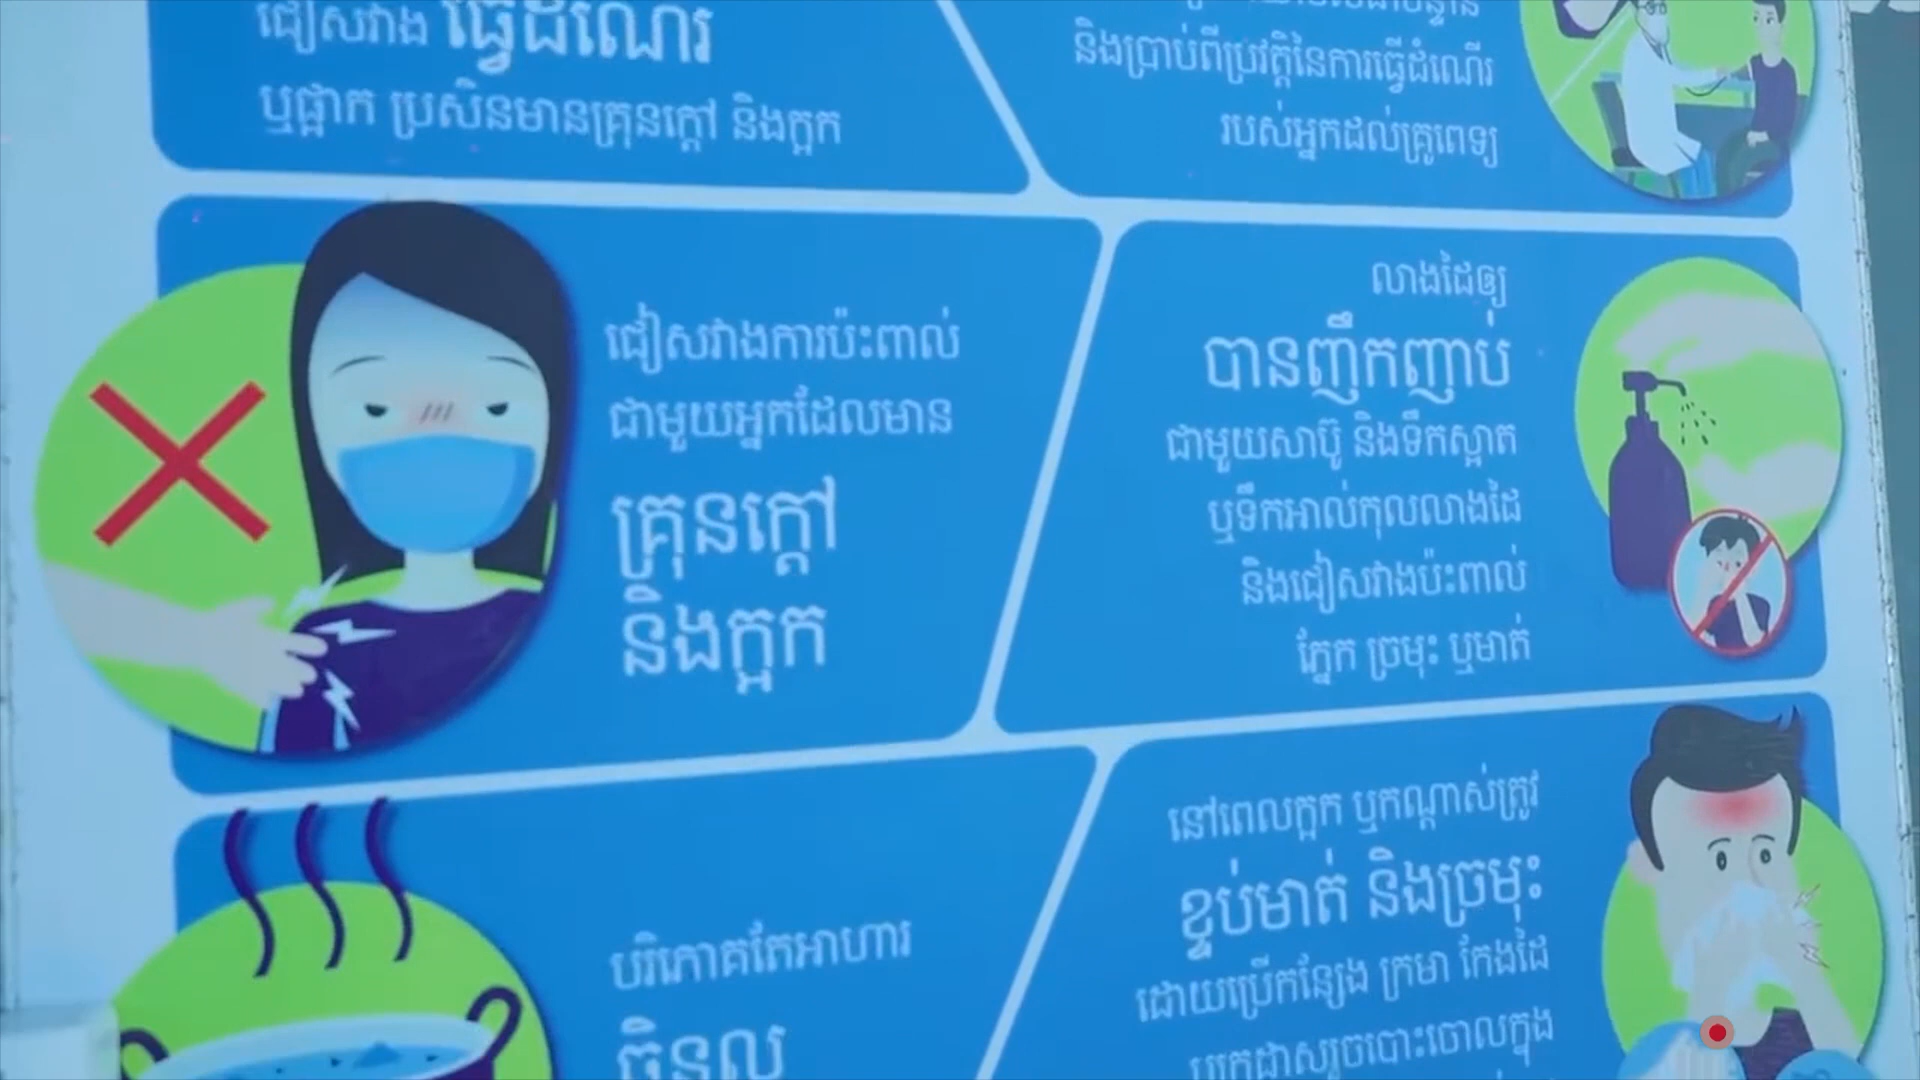 ជៀសវាង ធ្វើដំណើរ
ឬផ្អាក ប្រសិនមានគ្រុនក្ដៅ និងក្អក
និងប្រាប់ពីប្រវត្តិនៃការធ្វើដំណើរ
របស់អ្នកដល់គ្រូពេទ្យ
ជៀសវាងការប៉ះពាល់
ជាមួយអ្នកដែលមាន
គ្រុនក្ដៅ
និងក្អក
លាងដៃឲ្យ
បានញឹកញាប់
ជាមួយសាប៊ូ និងទឹកស្អាត
ឬទឹកអាល់កុលលាងដៃ
និងជៀសវាងប៉ះពាល់
ភ្នែក ច្រមុះ ឬមាត់
បរិភោគតែអាហារ
ចិនល
នៅពេលក្អក ឬកណ្ដាស់ត្រូវ
ខ្ទប់មាត់ និងច្រមុះ
ដោយប្រើកន្សែង ក្រមា កែងដៃ
ឬក្រដាសរួចបោះចោលក្នុង